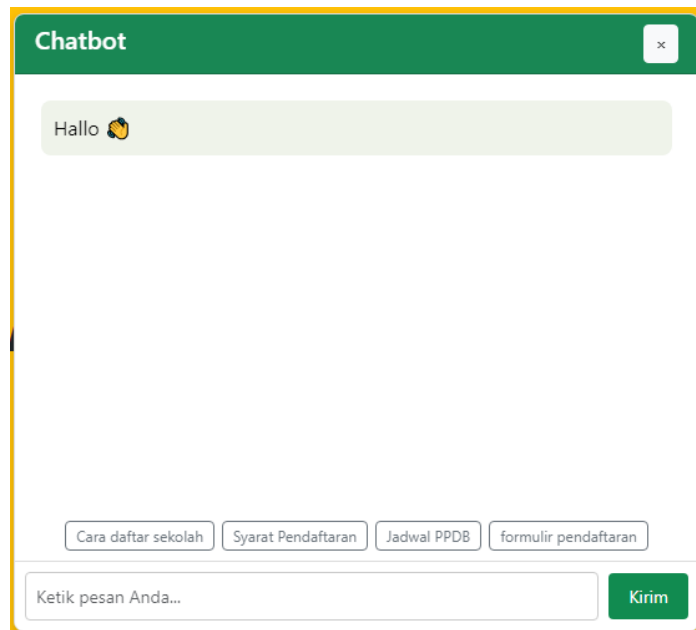 Chatbot ×
Hallo 👏
Cara daftar sekolah Syarat Pendaftaran Jadwal PPDB formulir pendaftaran
Ketik pesan Anda... Kirim